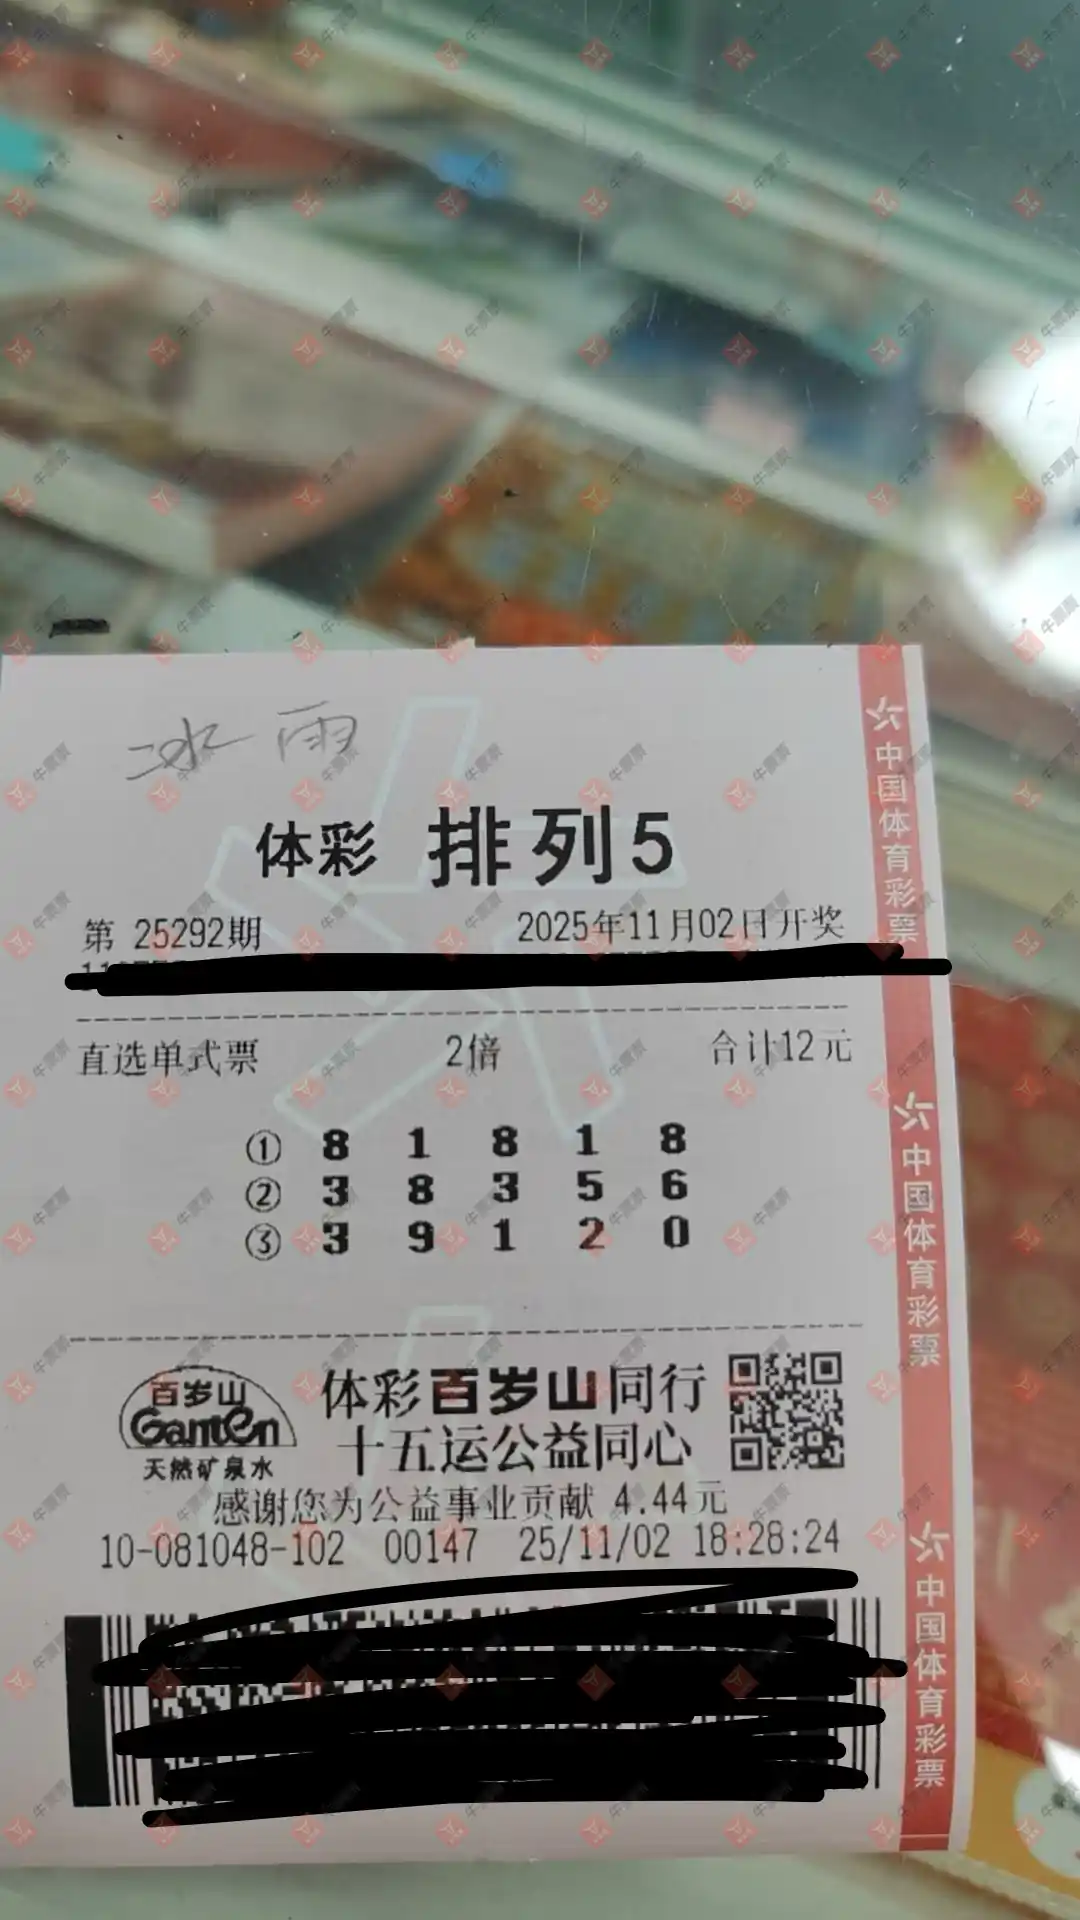 冰雨
体彩 排列5
第 25292期 2025年11月02日开奖
直选单式票 2倍 合计12元
① 8 1 8 1 8
② 3 8 3 5 6
③ 3 9 1 2 0
百岁山
Ganten
天然矿泉水
体彩百岁山同行
十五运公益同心
感谢您为公益事业贡献 4.44元
10-081048-102 00147 25/11/02 18:28:24
中国体育彩票
中国体育彩票
中国体育彩票
牛票票